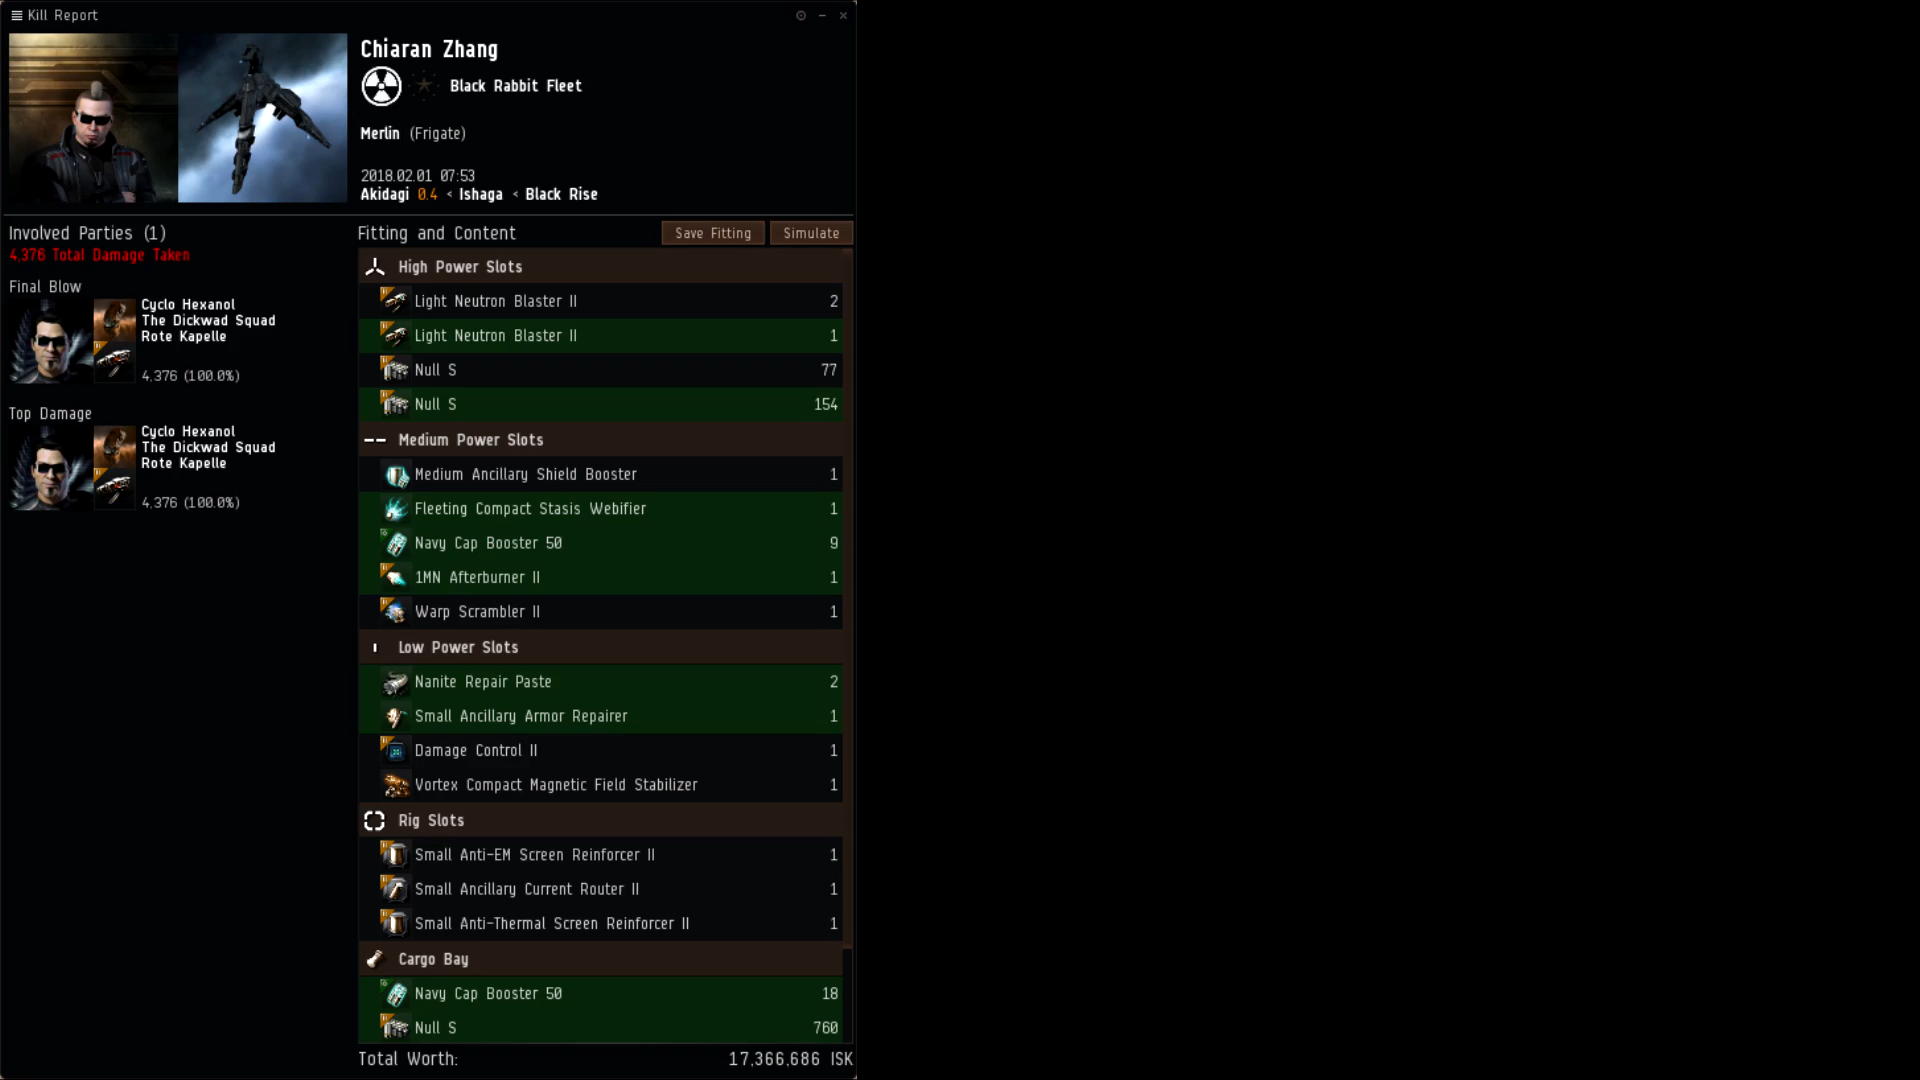 Kill Report
Chiaran Zhang
Black Rabbit Fleet
Merlin (Frigate)
2018.02.01 07:53
Akidagi 0.4 < Ishaga < Black Rise
Involved Parties (1)
4,376 Total Damage Taken
Final Blow
Cyclo Hexanol
The Dickwad Squad
Rote Kapelle
4,376 (100.0%)
Top Damage
Cyclo Hexanol
The Dickwad Squad
Rote Kapelle
4,376 (100.0%)
Fitting and Content
Save Fitting
Simulate
High Power Slots
Light Neutron Blaster II 2
Light Neutron Blaster II 1
Null S 77
Null S 154
Medium Power Slots
Medium Ancillary Shield Booster 1
Fleeting Compact Stasis Webifier 1
Navy Cap Booster 50 9
1MN Afterburner II 1
Warp Scrambler II 1
Low Power Slots
Nanite Repair Paste 2
Small Ancillary Armor Repairer 1
Damage Control II 1
Vortex Compact Magnetic Field Stabilizer 1
Rig Slots
Small Anti-EM Screen Reinforcer II 1
Small Ancillary Current Router II 1
Small Anti-Thermal Screen Reinforcer II 1
Cargo Bay
Navy Cap Booster 50 18
Null S 760
Total Worth: 17,366,686 ISK